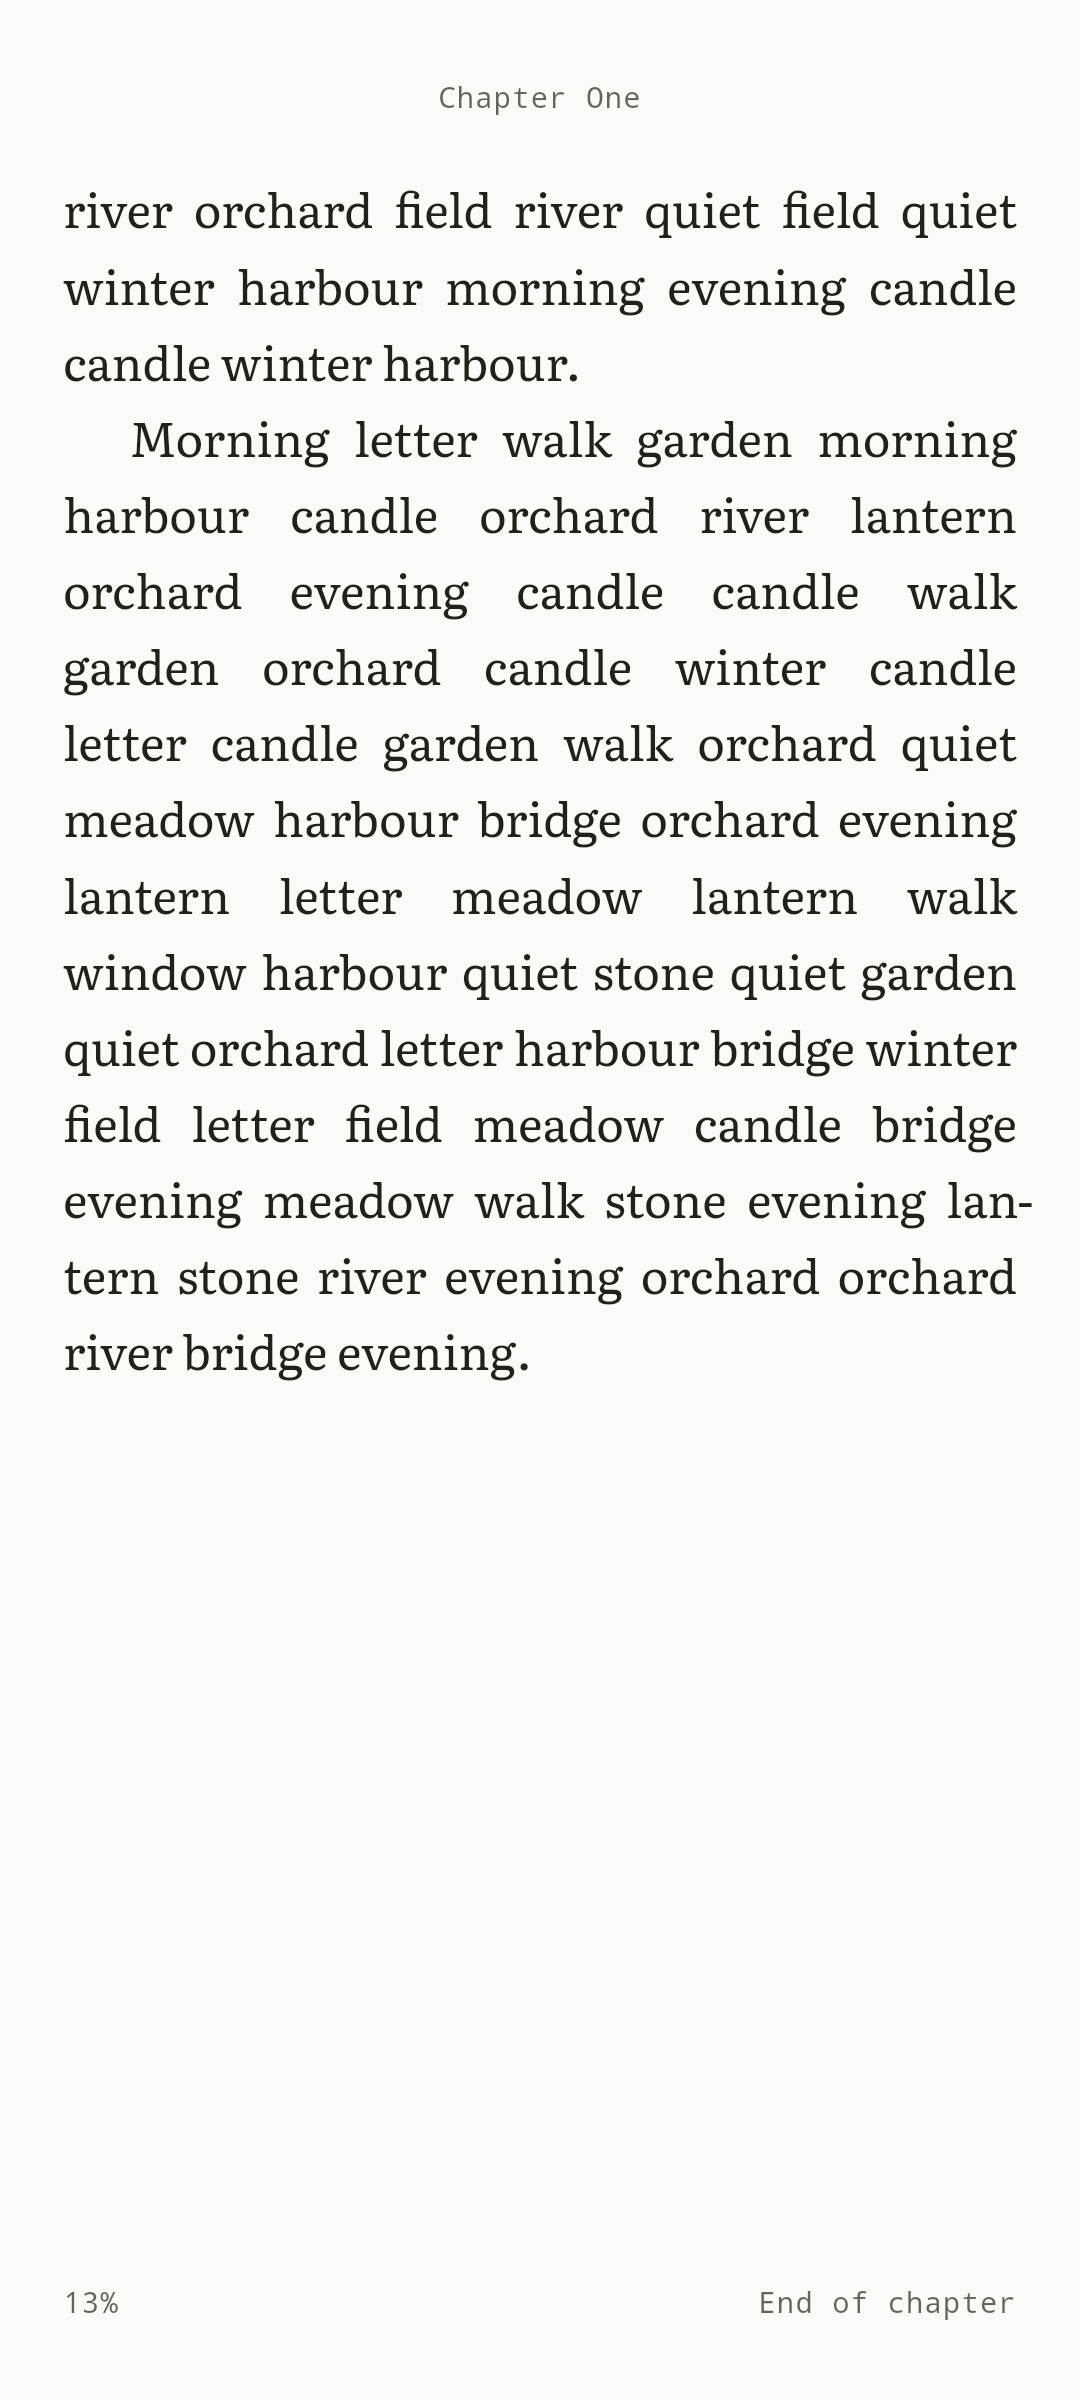 Chapter One
river orchard field river quiet field quiet
winter harbour morning evening candle
candle winter harbour.
Morning letter walk garden morning
harbour candle orchard river lantern
orchard evening candle candle walk
garden orchard candle winter candle
letter candle garden walk orchard quiet
meadow harbour bridge orchard evening
lantern letter meadow lantern walk
window harbour quiet stone quiet garden
quiet orchard letter harbour bridge winter
field letter field meadow candle bridge
evening meadow walk stone evening lan-
tern stone river evening orchard orchard
river bridge evening.
13% End of chapter